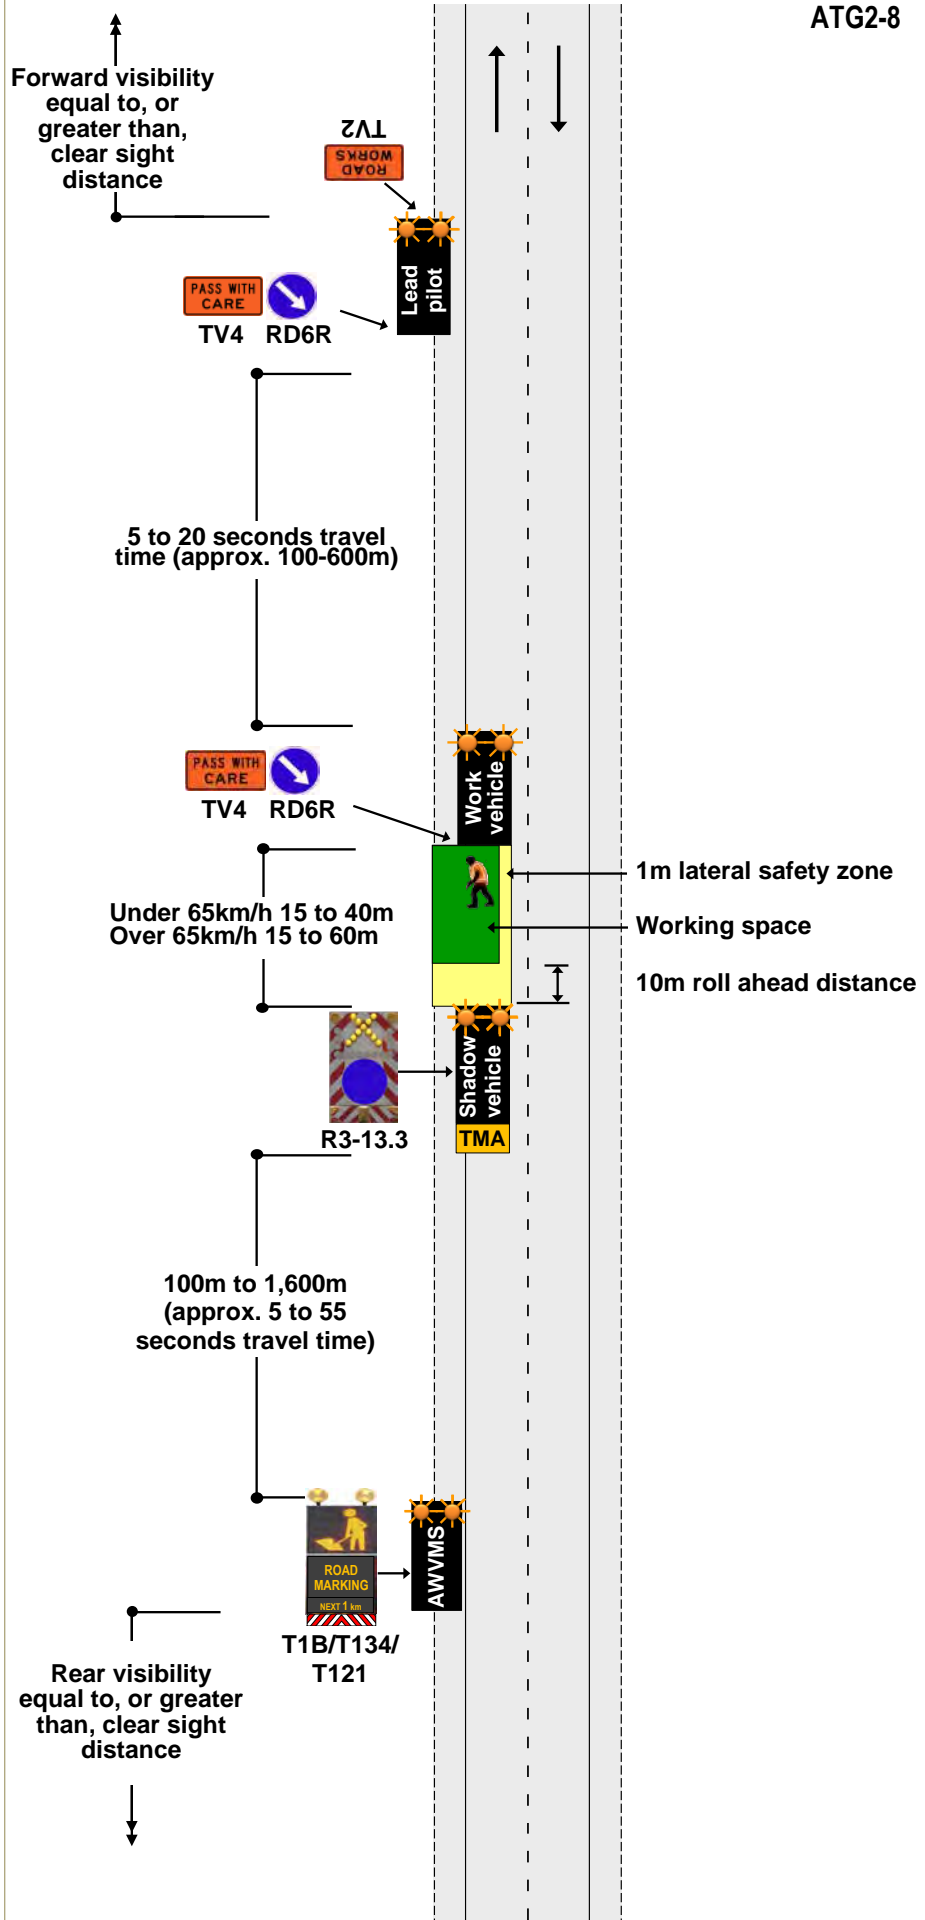 ATG2-8
Forward visibility
equal to, or
greater than,
clear sight
distance
TV2
ROAD
WORKS
Lead
pilot
PASS WITH
CARE
TV4 RD6R
5 to 20 seconds travel
time (approx. 100-600m)
Work
vehicle
PASS WITH
CARE
TV4 RD6R
1m lateral safety zone
Under 65km/h 15 to 40m
Over 65km/h 15 to 60m
Working space
10m roll ahead distance
Shadow
vehicle
TMA
R3-13.3
100m to 1,600m
(approx. 5 to 55
seconds travel time)
AWVMS
ROAD
MARKING
NEXT 1 km
T1B/T134/
T121
Rear visibility
equal to, or greater
than, clear sight
distance